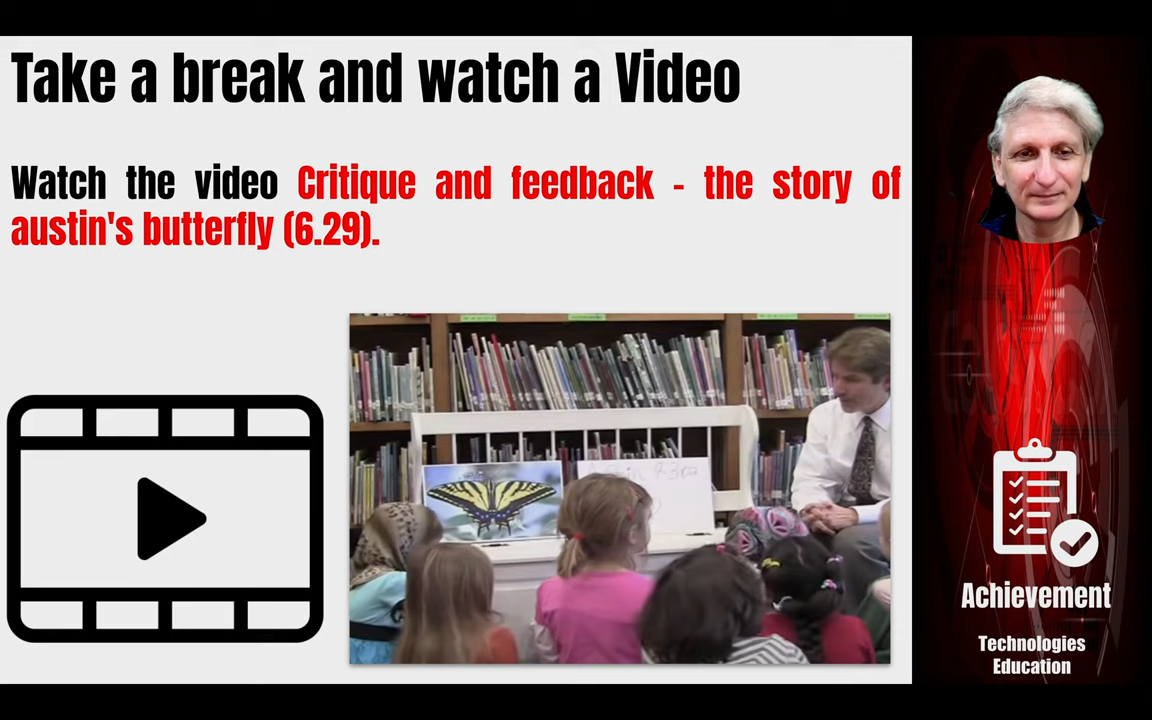 Take a break and watch a Video
Watch the video Critique and feedback - the story of
austin's butterfly (6.29).
Achievement
Technologies
Education